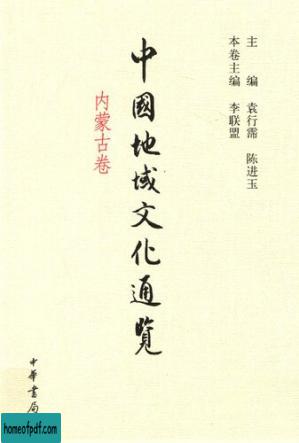 主　编　袁行霈　陈进玉
本卷主编　李联盟
中國地域文化通覽
内蒙古卷
中華書局
homeofpdf.com